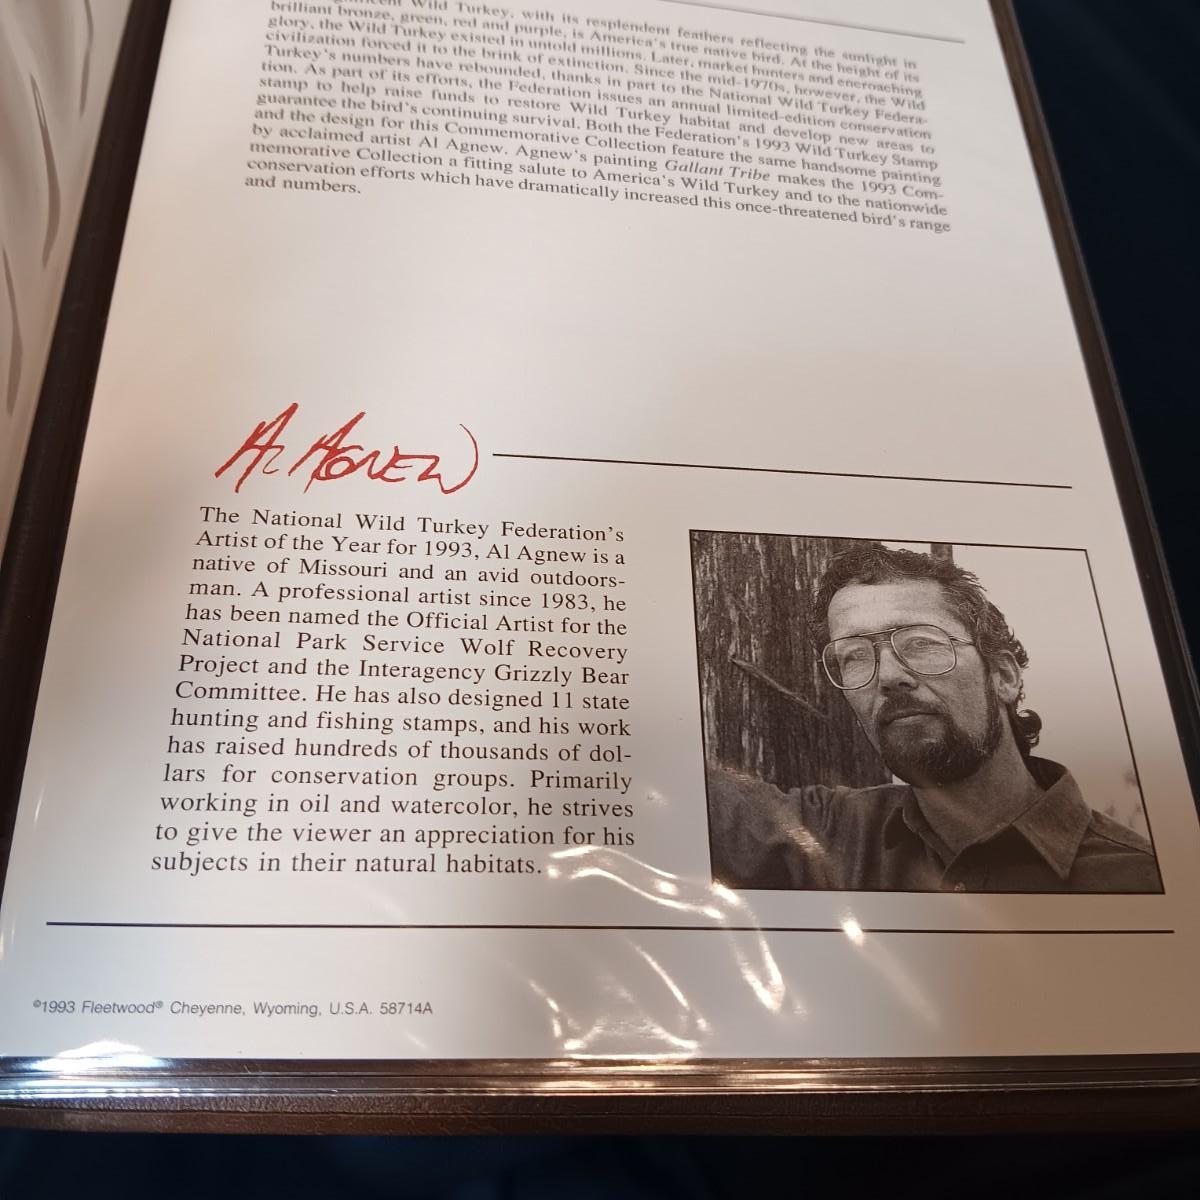 Wild Turkey, with its resplendent feathers reflecting the sunlight in
brilliant bronze, green, red and purple, is America's true native bird. At the height of its
glory, the Wild Turkey existed in untold millions. Later, market hunters and encroaching
civilization forced it to the brink of extinction. Since the mid-1970s, however, the Wild
Turkey's numbers have rebounded, thanks in part to the National Wild Turkey Federa-
tion. As part of its efforts, the Federation issues an annual limited-edition conservation
stamp to help raise funds to restore Wild Turkey habitat and develop new areas to
guarantee the bird's continuing survival. Both the Federation's 1993 Wild Turkey Stamp
and the design for this Commemorative Collection feature the same handsome painting
by acclaimed artist Al Agnew. Agnew's painting Gallant Tribe makes the 1993 Com-
memorative Collection a fitting salute to America's Wild Turkey and to the nationwide
conservation efforts which have dramatically increased this once-threatened bird's range
and numbers.
Al Agnew
The National Wild Turkey Federation's
Artist of the Year for 1993, Al Agnew is a
native of Missouri and an avid outdoors-
man. A professional artist since 1983, he
has been named the Official Artist for the
National Park Service Wolf Recovery
Project and the Interagency Grizzly Bear
Committee. He has also designed 11 state
hunting and fishing stamps, and his work
has raised hundreds of thousands of dol-
lars for conservation groups. Primarily
working in oil and watercolor, he strives
to give the viewer an appreciation for his
subjects in their natural habitats.
©1993 Fleetwood® Cheyenne, Wyoming, U.S.A. 58714A